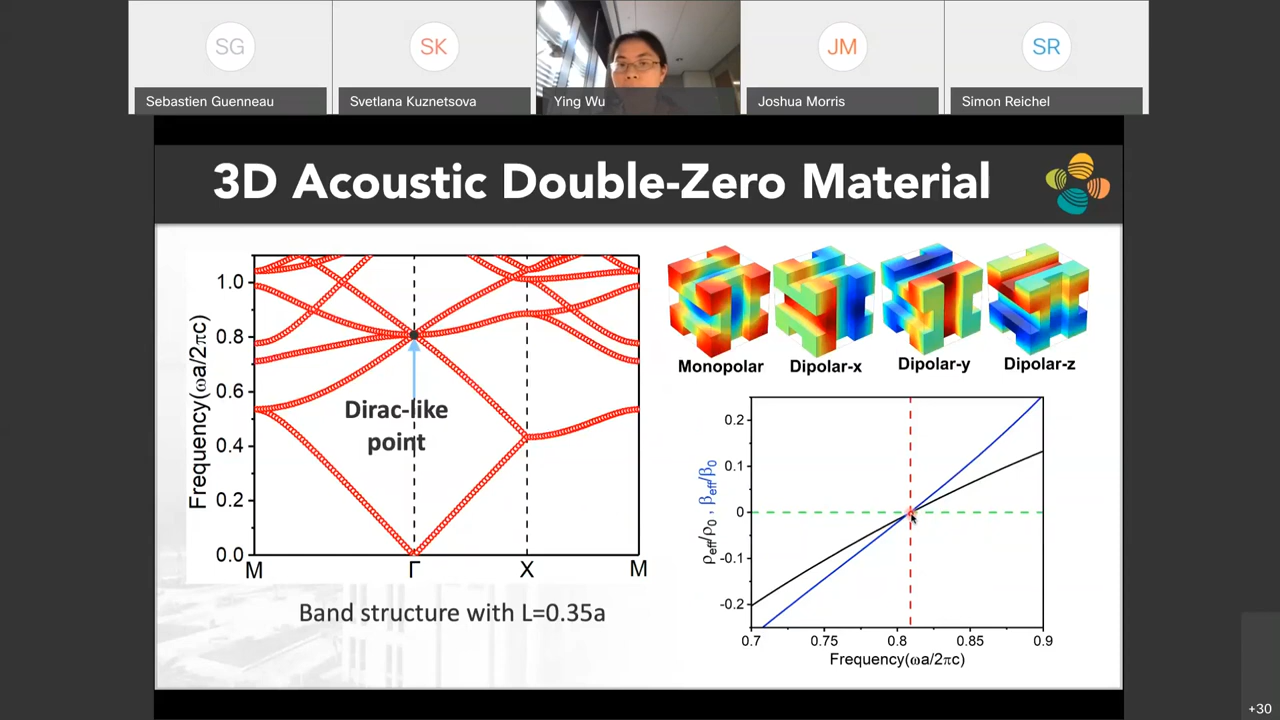 SG
SK
JM
SR
Sebastien Guenneau
Svetlana Kuznetsova
Ying Wu
Joshua Morris
Simon Reichel
3D Acoustic Double-Zero Material
Frequency(ωa/2πc)
1.0
0.8
0.6
0.4
0.2
0.0
M
Γ
X
M
Dirac-like
point
Band structure with L=0.35a
Monopolar
Dipolar-x
Dipolar-y
Dipolar-z
ρeff/ρ0 , βeff/β0
0.2
0.1
0
-0.1
-0.2
0.7
0.75
0.8
0.85
0.9
Frequency(ωa/2πc)
+30